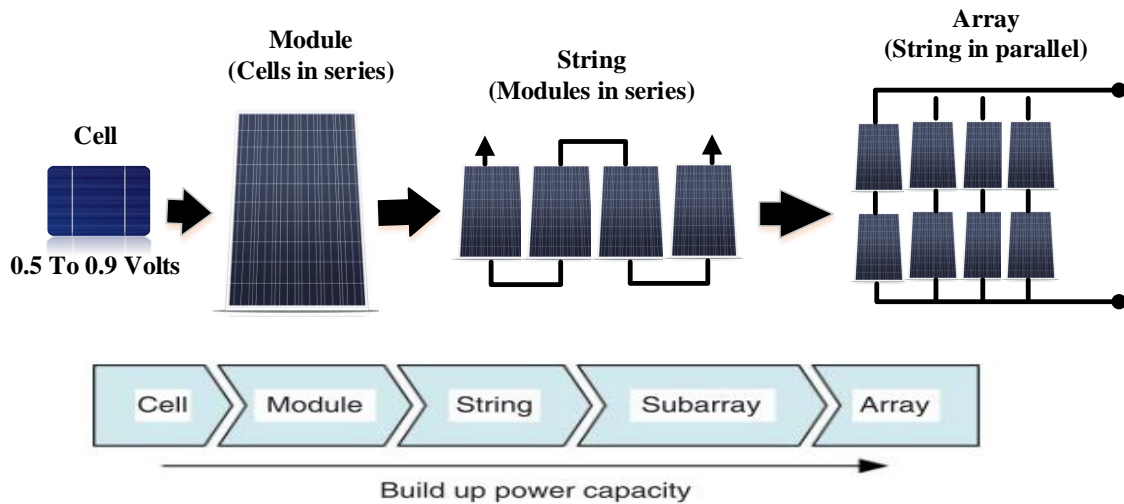 Cell
0.5 To 0.9 Volts
Module
(Cells in series)
String
(Modules in series)
Array
(String in parallel)
Cell
Module
String
Subarray
Array
Build up power capacity